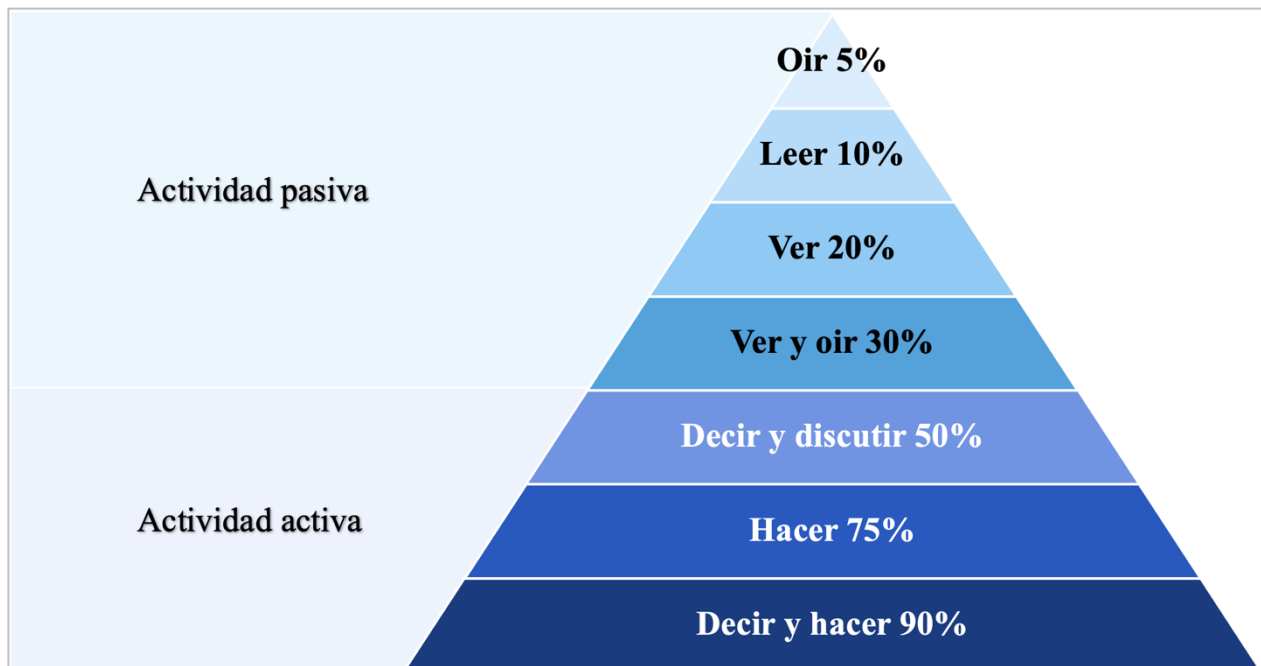 Oir 5%
Leer 10%
Actividad pasiva
Ver 20%
Ver y oir 30%
Decir y discutir 50%
Actividad activa
Hacer 75%
Decir y hacer 90%